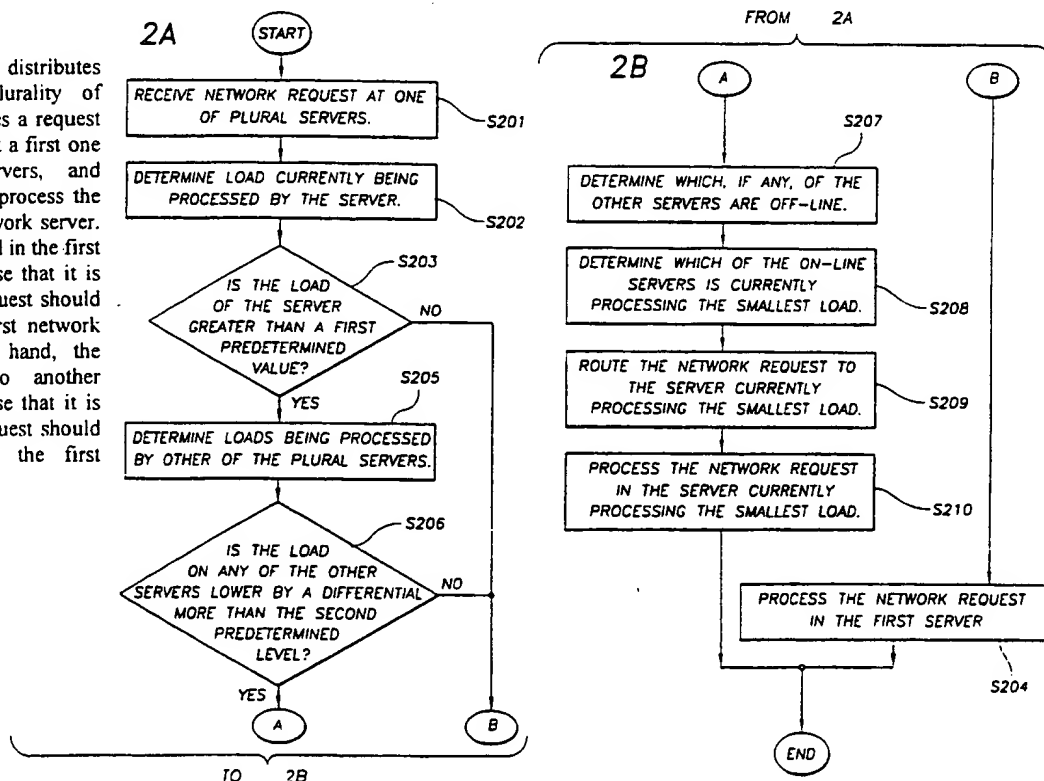 distributes
lurality of
es a request
a first one
rvers, and
process the
work server.
d in the first
se that it is
quest should
rst network
hand, the
o another
se that it is
quest should
the first
2A
START
RECEIVE NETWORK REQUEST AT ONE
OF PLURAL SERVERS.
S201
DETERMINE LOAD CURRENTLY BEING
PROCESSED BY THE SERVER.
S202
S203
IS THE LOAD
OF THE SERVER
GREATER THAN A FIRST
PREDETERMINED
VALUE?
NO
YES
S205
DETERMINE LOADS BEING PROCESSED
BY OTHER OF THE PLURAL SERVERS.
S206
IS THE LOAD
ON ANY OF THE OTHER
SERVERS LOWER BY A DIFFERENTIAL
MORE THAN THE SECOND
PREDETERMINED
LEVEL?
NO
YES
A
B
TO 2B
FROM 2A
2B
A
B
S207
DETERMINE WHICH, IF ANY, OF THE
OTHER SERVERS ARE OFF-LINE.
DETERMINE WHICH OF THE ON-LINE
SERVERS IS CURRENTLY
PROCESSING THE SMALLEST LOAD.
S208
ROUTE THE NETWORK REQUEST TO
THE SERVER CURRENTLY
PROCESSING THE SMALLEST LOAD.
S209
PROCESS THE NETWORK REQUEST
IN THE SERVER CURRENTLY
PROCESSING THE SMALLEST LOAD.
S210
PROCESS THE NETWORK REQUEST
IN THE FIRST SERVER
S204
END